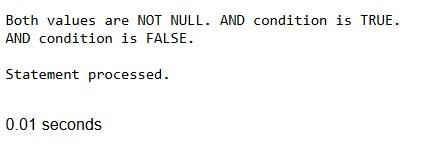 Both values are NOT NULL. AND condition is TRUE.
AND condition is FALSE.
Statement processed.
0.01 seconds